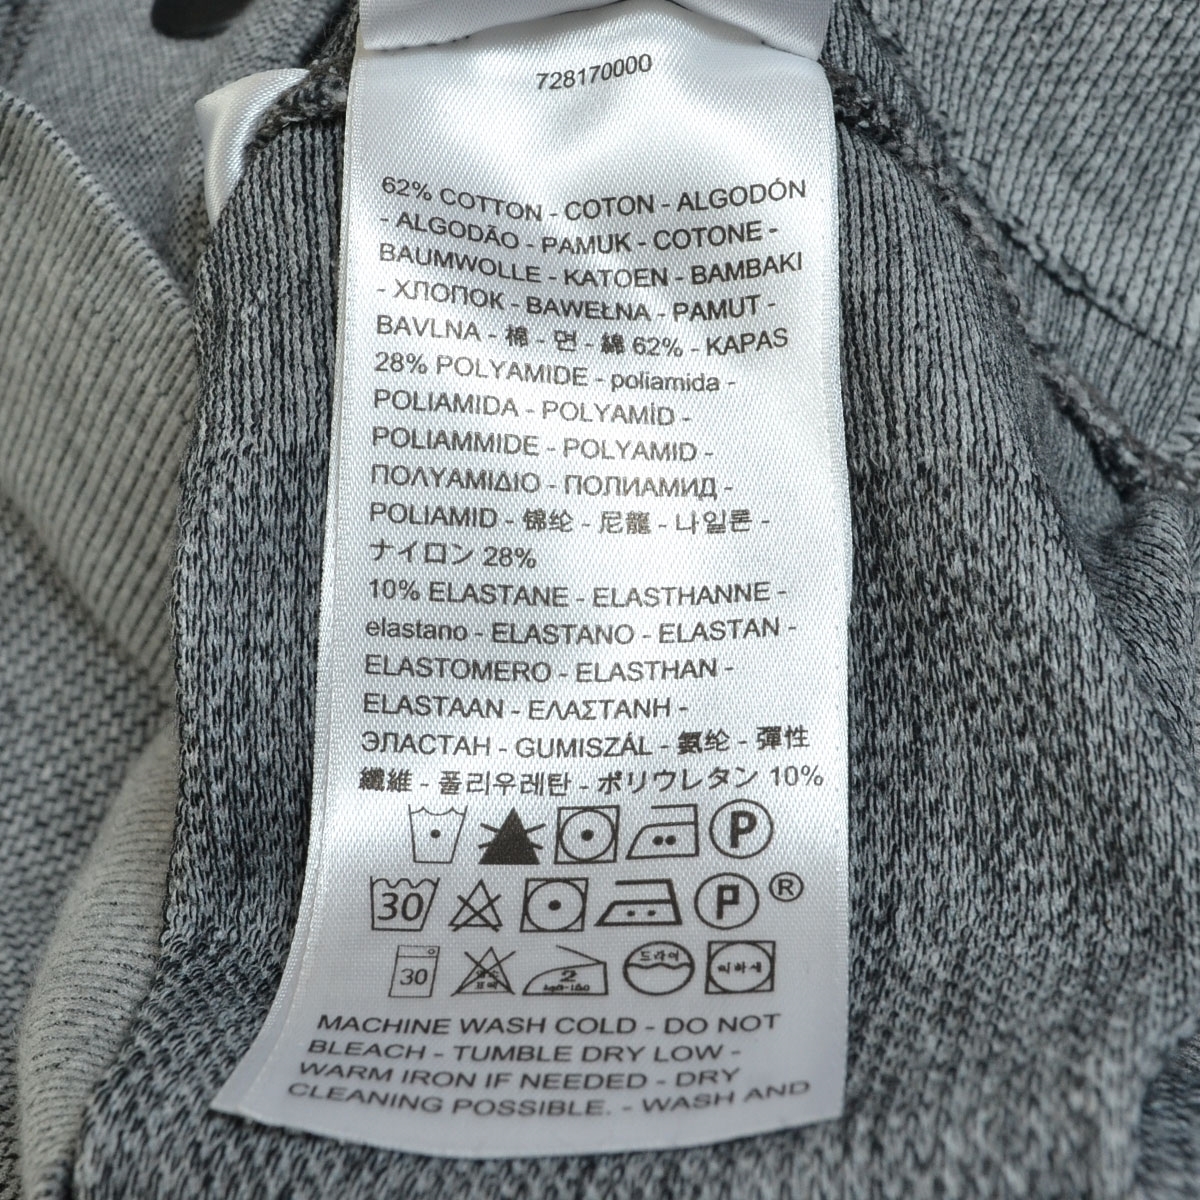 728170000
62% COTTON - COTON - ALGODÓN
- ALGODÃO - PAMUK - COTONE -
BAUMWOLLE - KATOEN - BAMBAKI
- ХЛОПОК - BAWEŁNA - PAMUT -
BAVLNA - 棉 - 면 - 綿 62% - KAPAS
28% POLYAMIDE - poliamida -
POLIAMIDA - POLYAMİD -
POLIAMMIDE - POLYAMID -
ΠΟΛΥΑΜΙΔΙΟ - ПОЛИАМИД -
POLIAMID - 锦纶 - 尼龍 - 나일론 -
ナイロン 28%
10% ELASTANE - ELASTHANNE -
elastano - ELASTANO - ELASTAN -
ELASTOMERO - ELASTHAN -
ELASTAAN - ΕΛΑΣΤΑΝΗ -
ЭЛАСТАН - GUMISZÁL - 氨纶 - 彈性
纖維 - 폴리우레탄 - ポリウレタン 10%
P
30 P ®
30 2 드라이
MACHINE WASH COLD - DO NOT
BLEACH - TUMBLE DRY LOW -
WARM IRON IF NEEDED - DRY
CLEANING POSSIBLE. - WASH AND